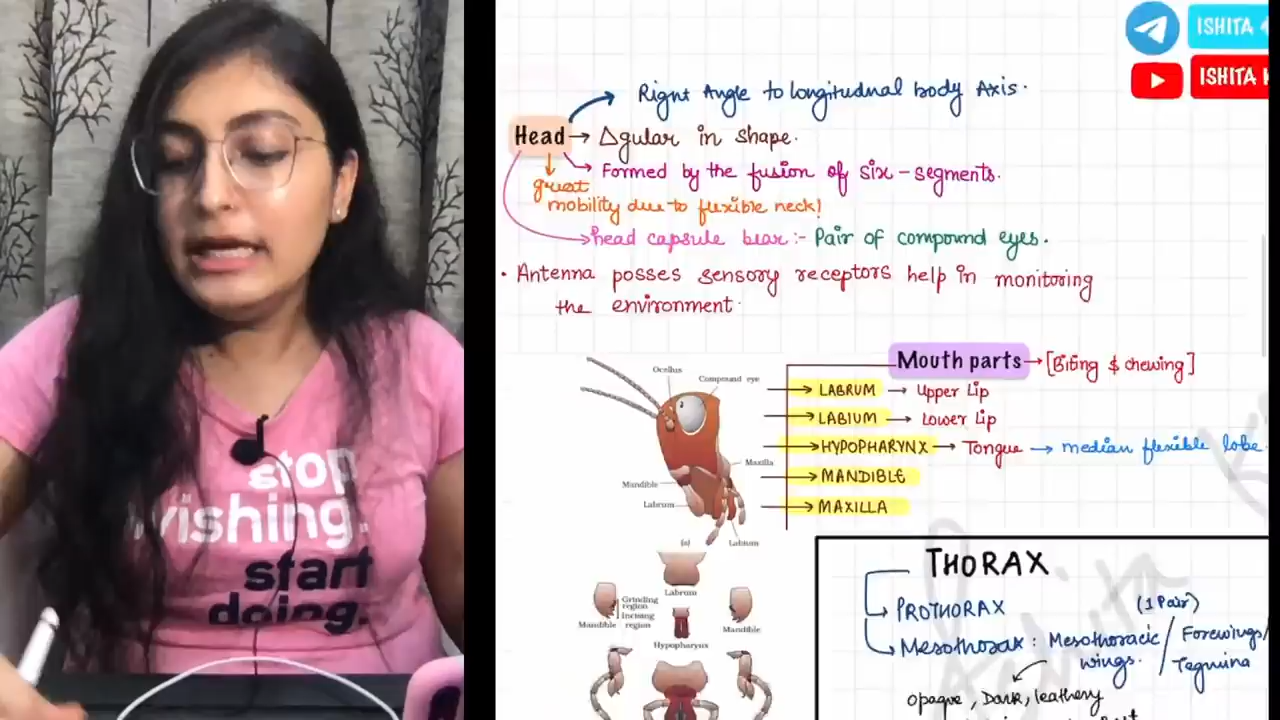 ISHITA
ISHITA K
Right Angle to longitudnal body Axis.
Head → Δgular in shape.
Formed by the fusion of six - segments.
great
mobility due to flexible neck!
head capsule bear :- Pair of compound eyes.
• Antenna posses sensory receptors help in monitoring
the environment.
Mouth parts → [Biting & chewing]
LABRUM → Upper Lip
LABIUM → Lower Lip
HYPOPHARYNX → Tongue → median flexible lobe
MANDIBLE
MAXILLA
Ocellus
Compound eye
Maxilla
Mandible
Labrum
Labium
(a)
Labrum
Grinding
region
Incising
region
Mandible
Mandible
Hypopharynx
THORAX
PROTHORAX
(1 Pair)
Mesothorax : Mesothoracic / Forewings/
wings. / Tegmina
opaque, Dark, leathery
stop
wishing.
start
doing.